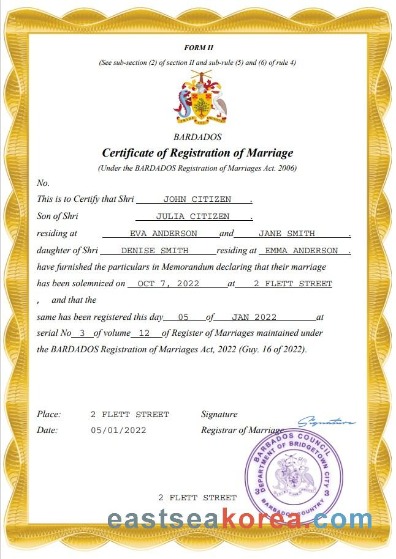 FORM II
(See sub-section (2) of section II and sub-rule (5) and (6) of rule 4)
BARBADOS
Certificate of Registration of Marriage
(Under the BARBADOS Registration of Marriages Act. 2006)
No.
This is to Certify that Shri JOHN CITIZEN .
Son of Shri JULIA CITIZEN .
residing at EVA ANDERSON and JANE SMITH .
daughter of Shri DENISE SMITH residing at EMMA ANDERSON .
have furnished the particulars in Memorandum declaring that their marriage
has been solemnized on OCT 7, 2022 at 2 FLETT STREET
, and that the
same has been registered this day 05 of JAN 2022 at
serial No 3 of volume 12 of Register of Marriages maintained under
the BARBADOS Registration of Marriages Act, 2022 (Guy. 16 of 2022).
Place: 2 FLETT STREET Signature Signature
Date: 05/01/2022 Registrar of Marriage
BARBADOS COUNCIL
DEPARTMENT OF BRIDGETOWN CITY
BARBADOS COUNTRY
2 FLETT STREET
eastseakorea.com